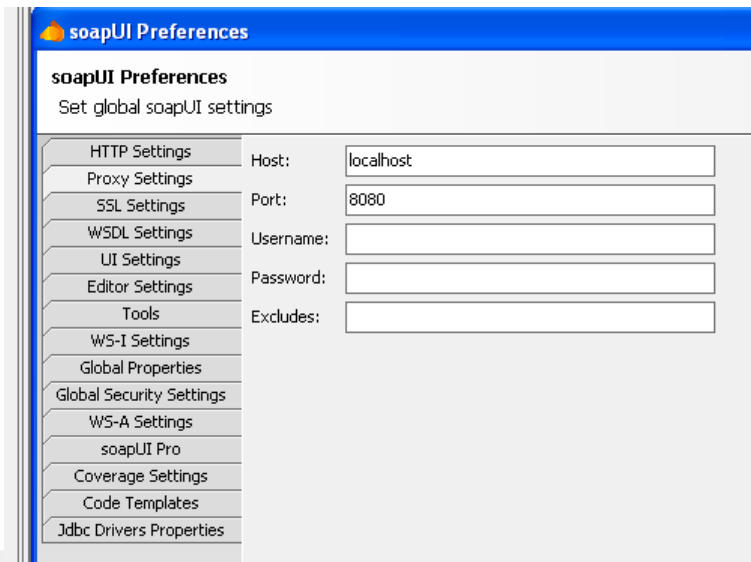 soapUI Preferences
soapUI Preferences
Set global soapUI settings
HTTP Settings
Proxy Settings
SSL Settings
WSDL Settings
UI Settings
Editor Settings
Tools
WS-I Settings
Global Properties
Global Security Settings
WS-A Settings
soapUI Pro
Coverage Settings
Code Templates
Jdbc Drivers Properties
Host: localhost
Port: 8080
Username:
Password:
Excludes: